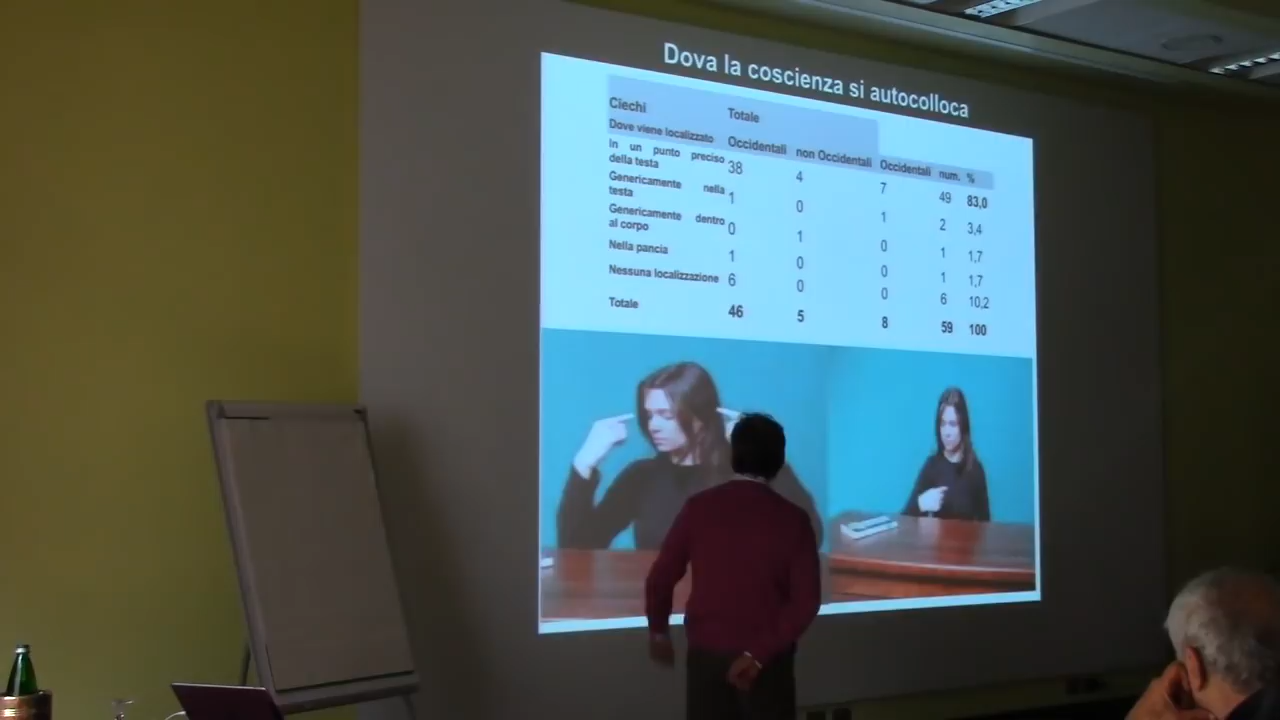 Dova la coscienza si autocolloca
Ciechi Totale
Dove viene localizzato Occidentali non Occidentali Occidentali num. %
In un punto preciso della testa 38 4 7 49 83,0
Genericamente nella testa 1 0 1 2 3,4
Genericamente dentro al corpo 0 1 0 1 1,7
Nella pancia 1 0 0 1 1,7
Nessuna localizzazione 6 0 0 6 10,2
Totale 46 5 8 59 100